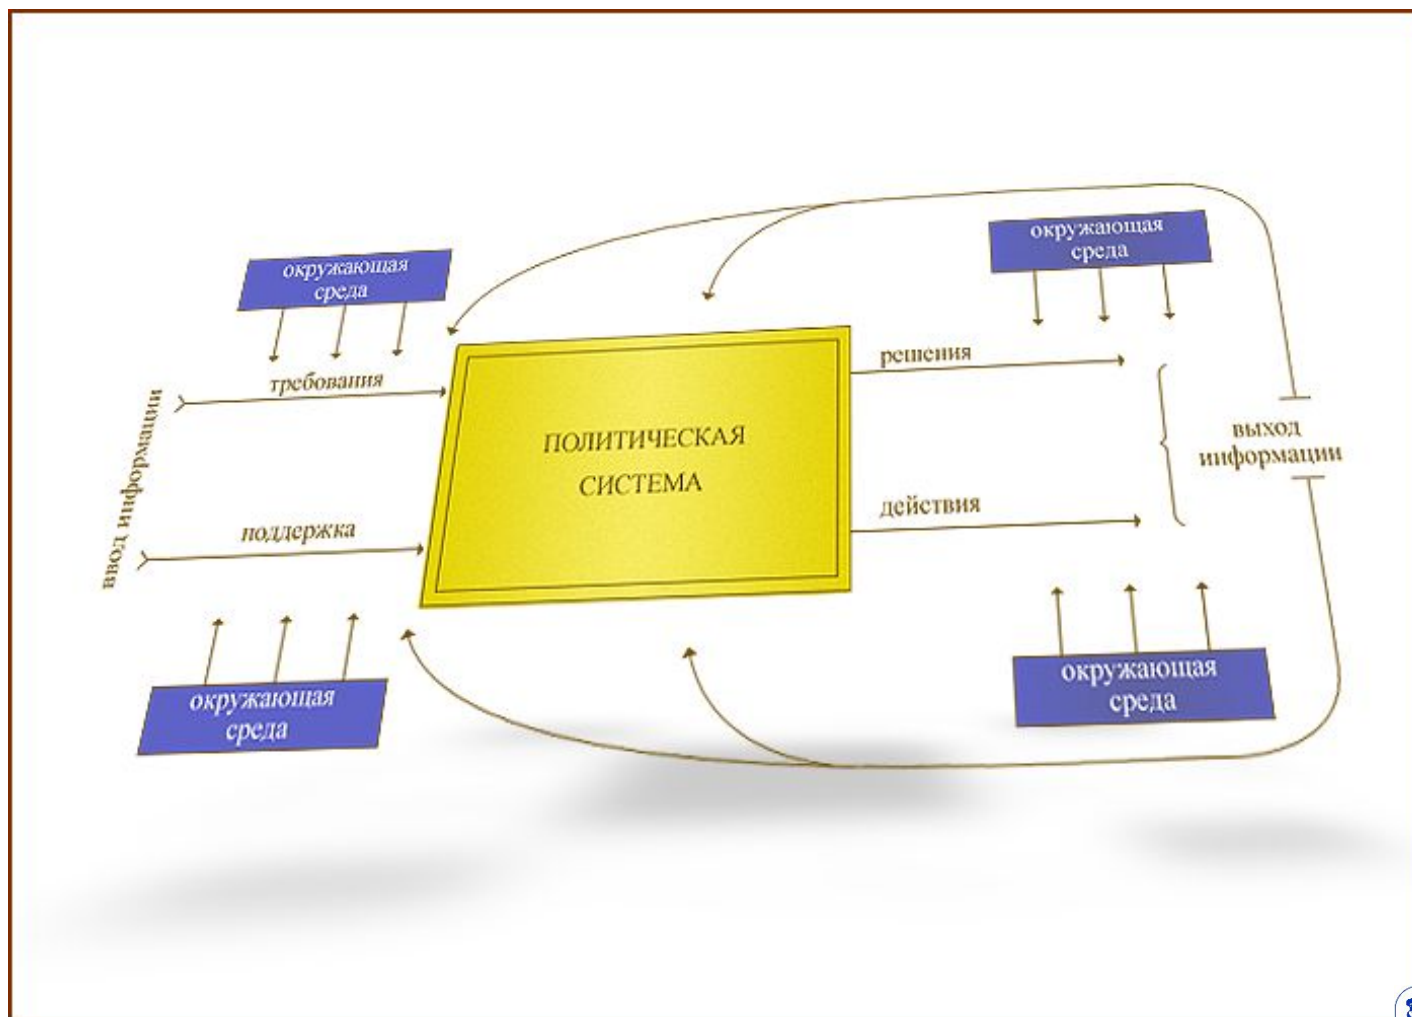 окружающая
среда
окружающая
среда
требования
решения
ввод информации
ПОЛИТИЧЕСКАЯ
СИСТЕМА
выход
информации
поддержка
действия
окружающая
среда
окружающая
среда